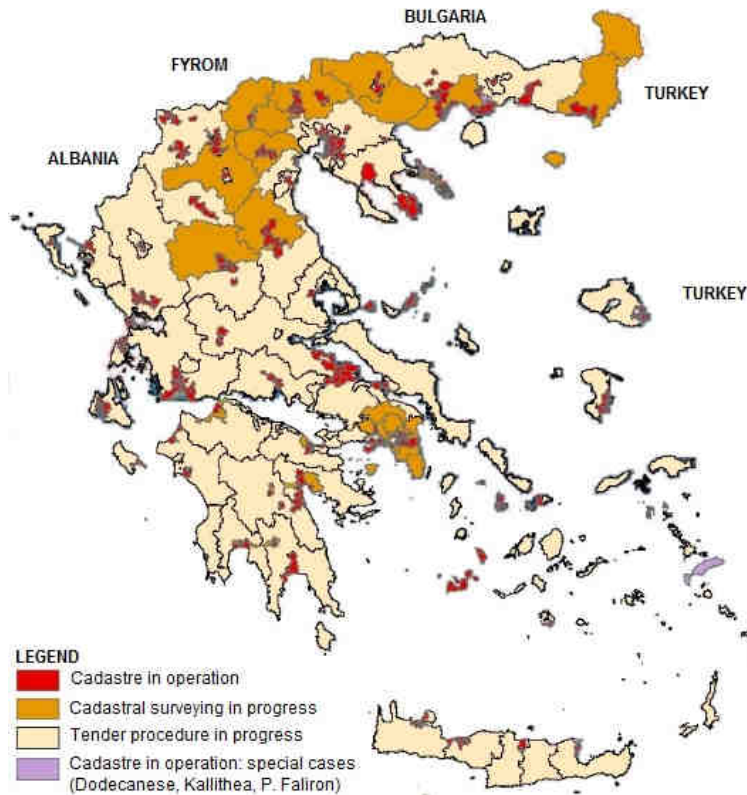 BULGARIA
FYROM
TURKEY
ALBANIA
TURKEY
LEGEND
Cadastre in operation
Cadastral surveying in progress
Tender procedure in progress
Cadastre in operation: special cases
(Dodecanese, Kallithea, P. Faliron)